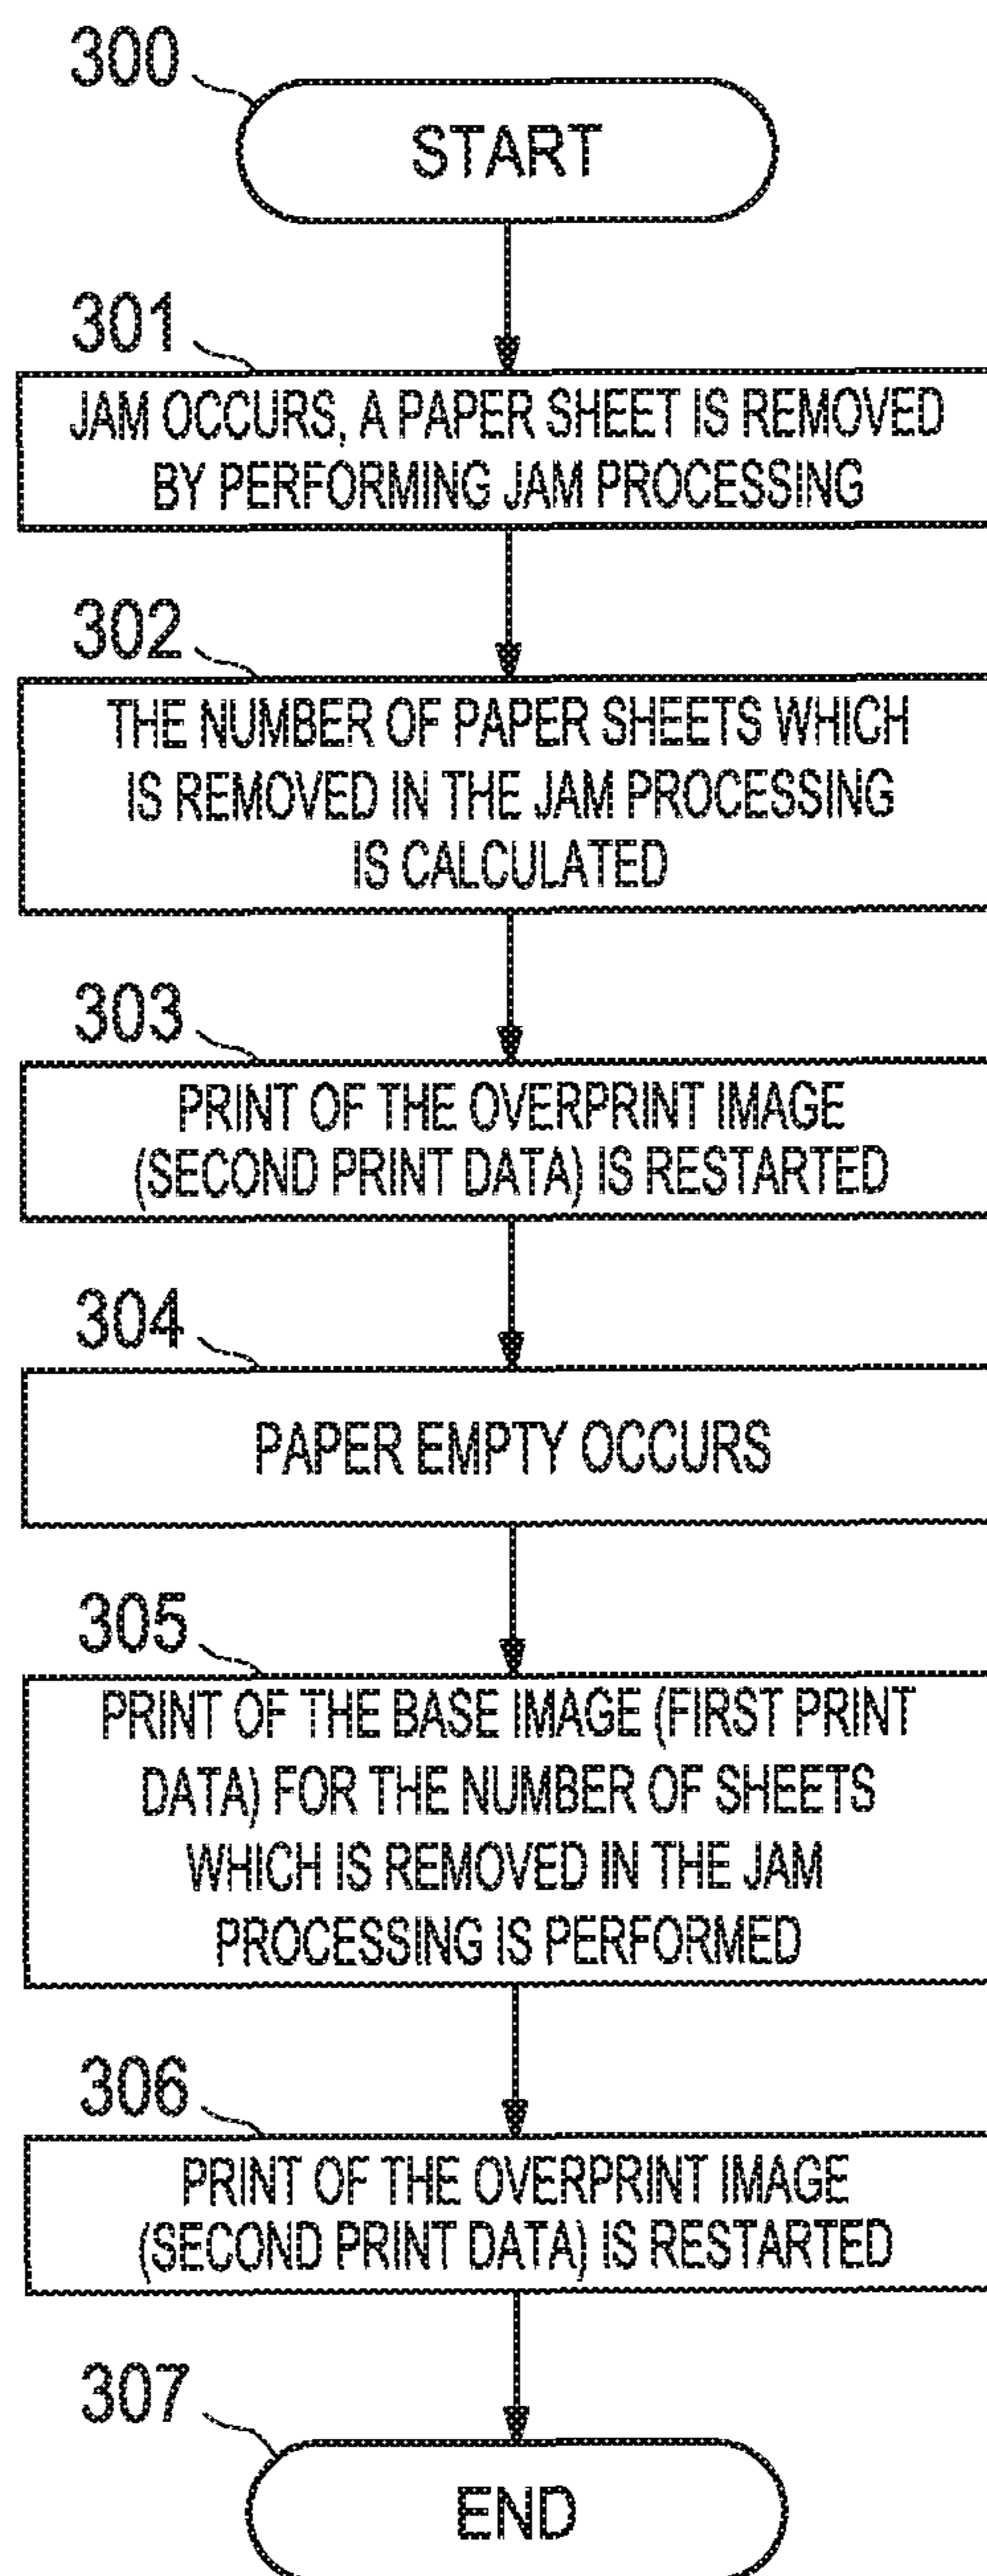 300
START
301
JAM OCCURS, A PAPER SHEET IS REMOVED
BY PERFORMING JAM PROCESSING
302
THE NUMBER OF PAPER SHEETS WHICH
IS REMOVED IN THE JAM PROCESSING
IS CALCULATED
303
PRINT OF THE OVERPRINT IMAGE
(SECOND PRINT DATA) IS RESTARTED
304
PAPER EMPTY OCCURS
305
PRINT OF THE BASE IMAGE (FIRST PRINT
DATA) FOR THE NUMBER OF SHEETS
WHICH IS REMOVED IN THE JAM
PROCESSING IS PERFORMED
306
PRINT OF THE OVERPRINT IMAGE
(SECOND PRINT DATA) IS RESTARTED
307
END